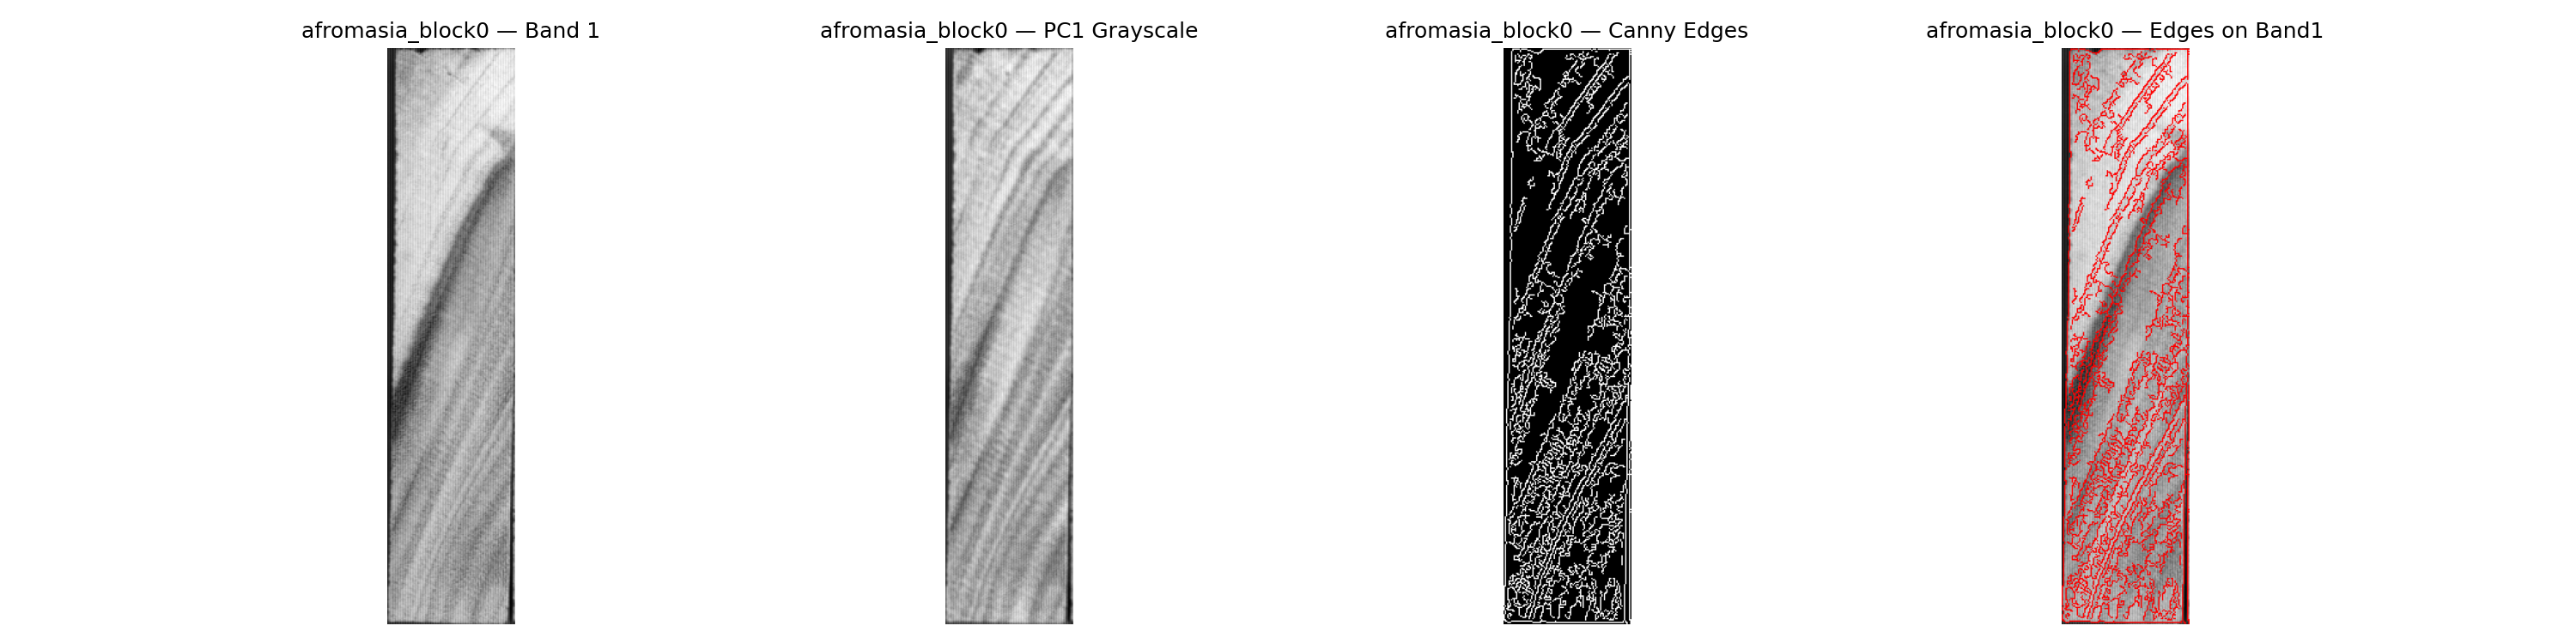 afromasia_block0 — Band 1
afromasia_block0 — PC1 Grayscale
afromasia_block0 — Canny Edges
afromasia_block0 — Edges on Band1